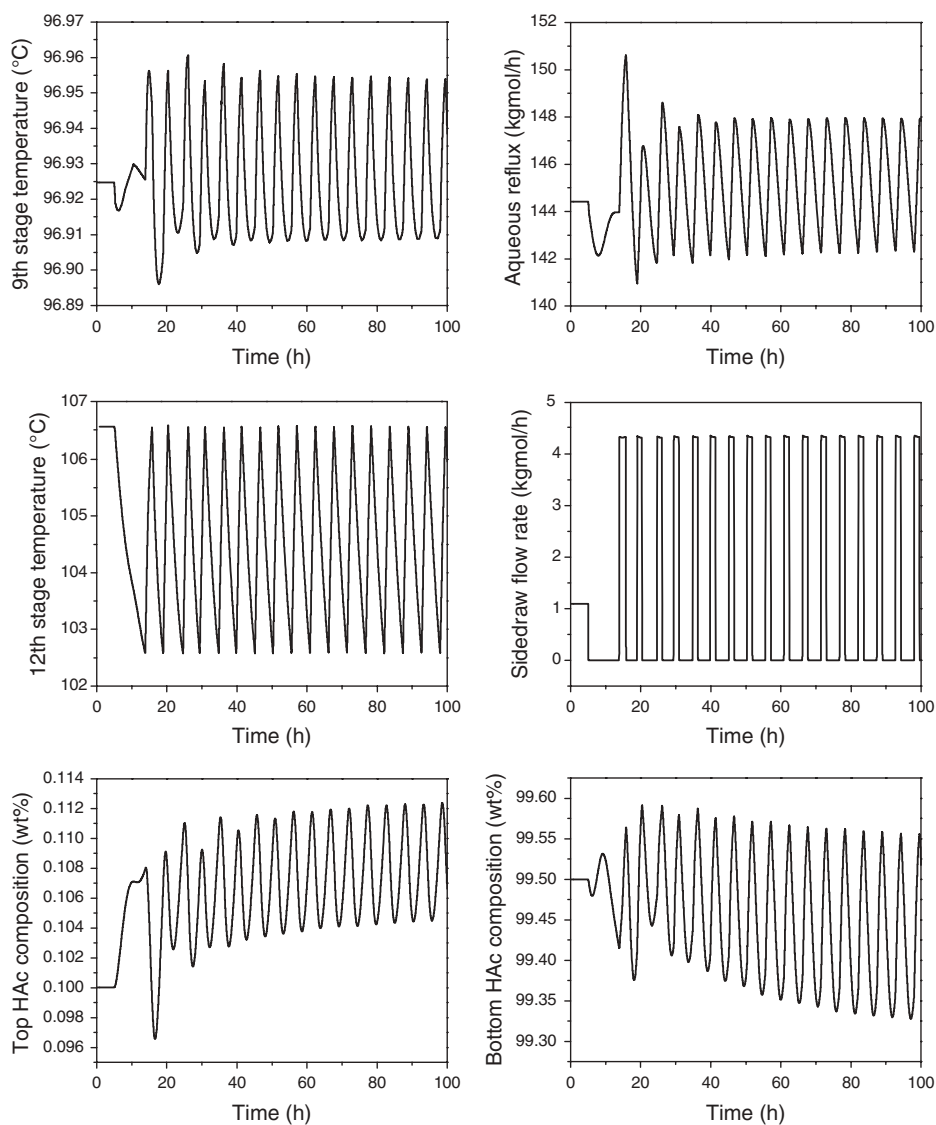 9th stage temperature (°C)
96.97
96.96
96.95
96.94
96.93
96.92
96.91
96.90
96.89
0 20 40 60 80 100
Time (h)
Aqueous reflux (kgmol/h)
152
150
148
146
144
142
140
0 20 40 60 80 100
Time (h)
12th stage temperature (°C)
107
106
105
104
103
102
0 20 40 60 80 100
Time (h)
Sidedraw flow rate (kgmol/h)
5
4
3
2
1
0
0 20 40 60 80 100
Time (h)
Top HAc composition (wt%)
0.114
0.112
0.110
0.108
0.106
0.104
0.102
0.100
0.098
0.096
0 20 40 60 80 100
Time (h)
Bottom HAc composition (wt%)
99.60
99.55
99.50
99.45
99.40
99.35
99.30
0 20 40 60 80 100
Time (h)